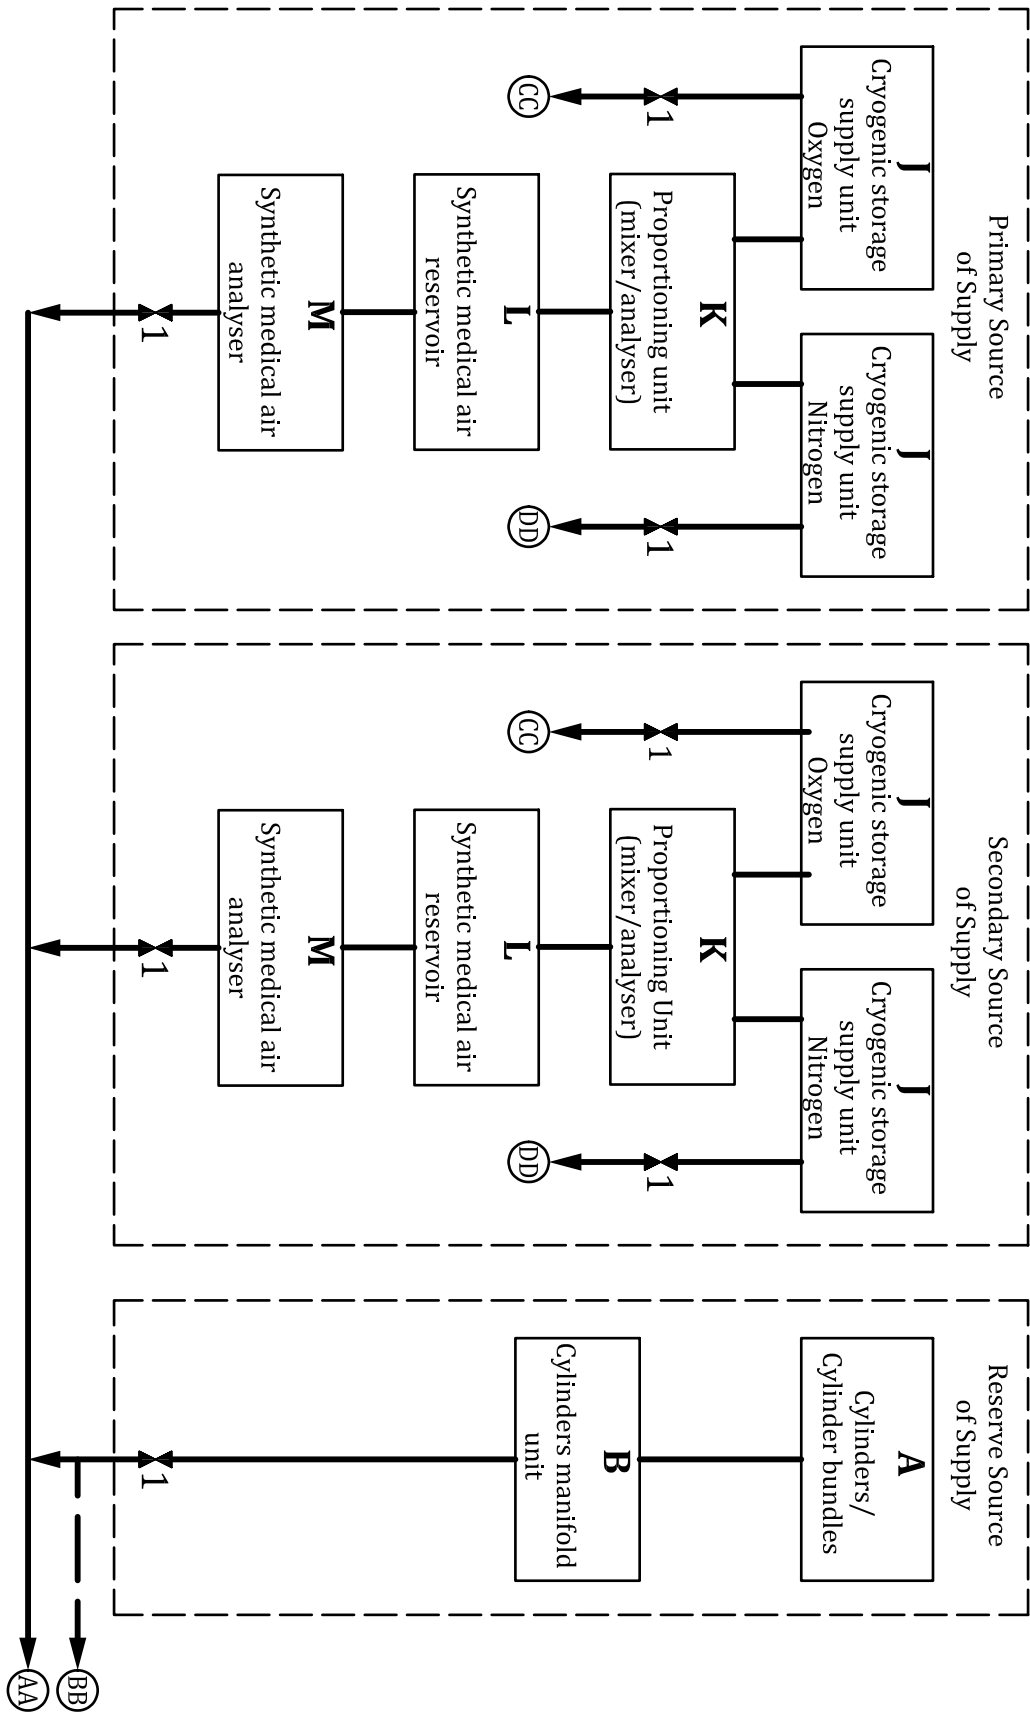 Primary Source
of Supply
J
Cryogenic storage
supply unit
Oxygen
J
Cryogenic storage
supply unit
Nitrogen
1
CC
1
DD
K
Proportioning unit
(mixer/analyser)
L
Synthetic medical air
reservoir
M
Synthetic medical air
analyser
1
Secondary Source
of Supply
J
Cryogenic storage
supply unit
Oxygen
J
Cryogenic storage
supply unit
Nitrogen
1
CC
1
DD
K
Proportioning Unit
(mixer/analyser)
L
Synthetic medical air
reservoir
M
Synthetic medical air
analyser
1
Reserve Source
of Supply
A
Cylinders/
Cylinder bundles
B
Cylinders manifold
unit
1
BB
AA